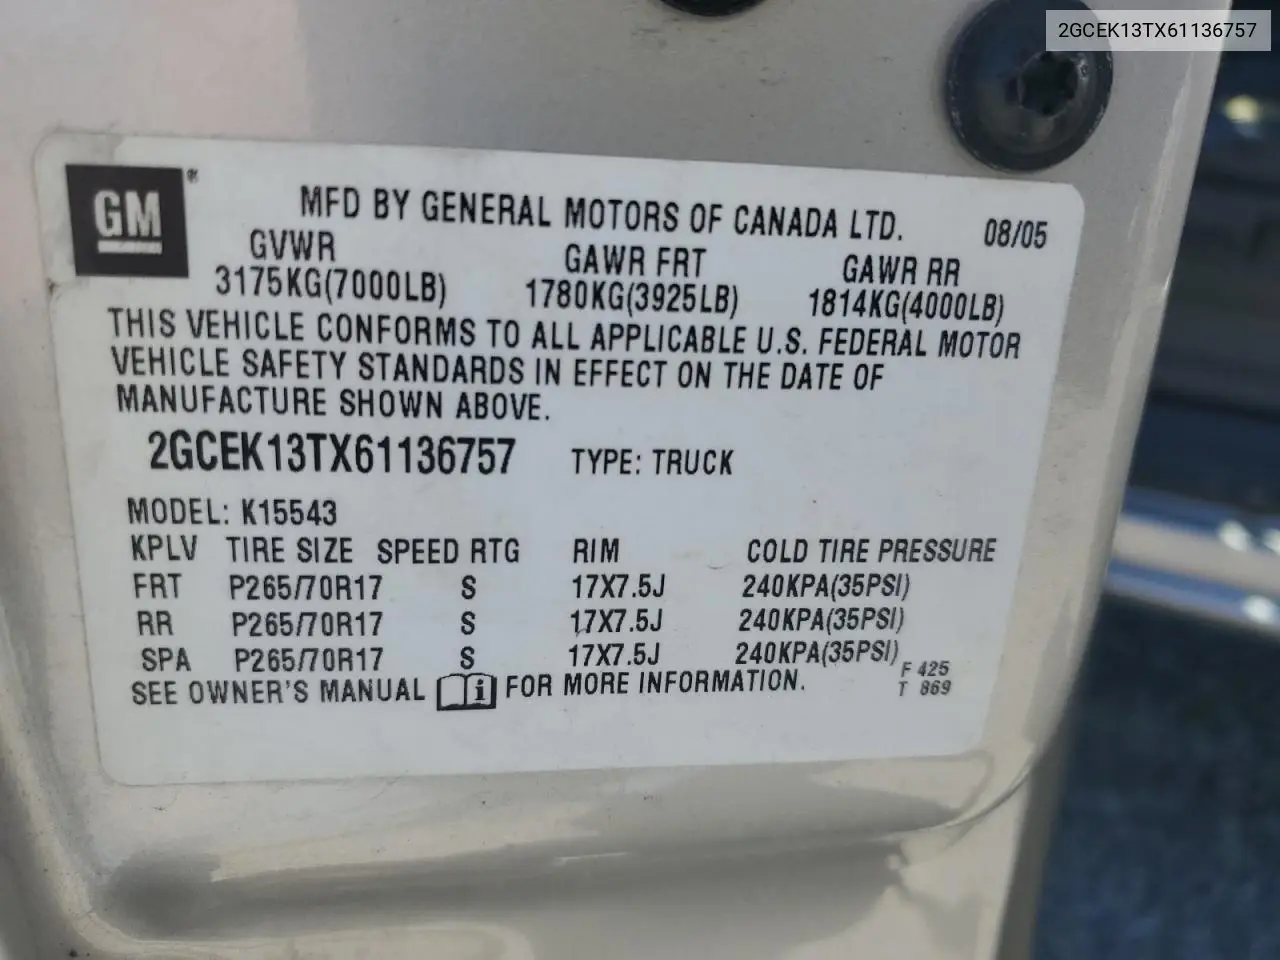 2GCEK13TX61136757
GM®
MFD BY GENERAL MOTORS OF CANADA LTD. 08/05
GVWR GAWR FRT GAWR RR
3175KG(7000LB) 1780KG(3925LB) 1814KG(4000LB)
THIS VEHICLE CONFORMS TO ALL APPLICABLE U.S. FEDERAL MOTOR
VEHICLE SAFETY STANDARDS IN EFFECT ON THE DATE OF
MANUFACTURE SHOWN ABOVE.
2GCEK13TX61136757 TYPE: TRUCK
MODEL: K15543
KPLV TIRE SIZE SPEED RTG RIM COLD TIRE PRESSURE
FRT P265/70R17 S 17X7.5J 240KPA(35PSI)
RR P265/70R17 S 17X7.5J 240KPA(35PSI)
SPA P265/70R17 S 17X7.5J 240KPA(35PSI)
F 425
SEE OWNER'S MANUAL i FOR MORE INFORMATION. T 869